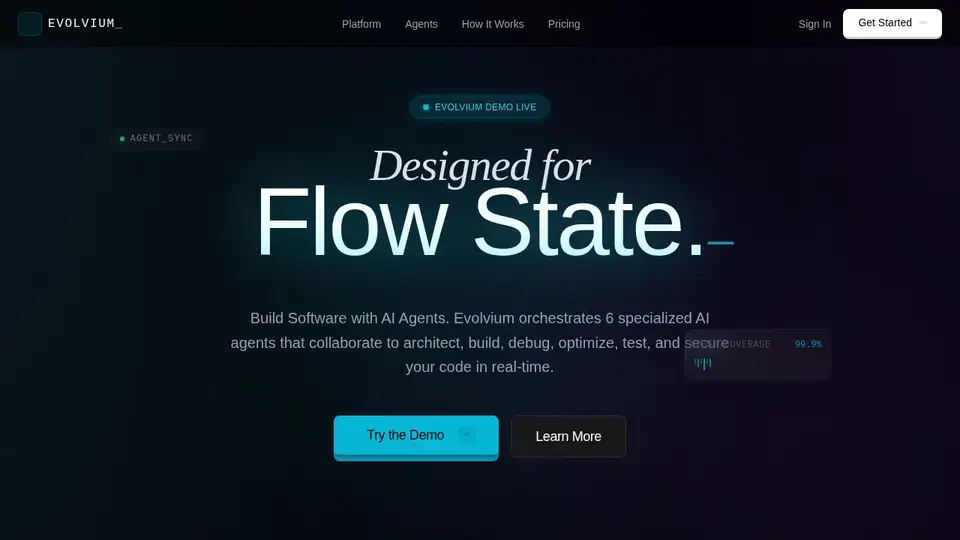 EVOLVIUM_
Platform
Agents
How It Works
Pricing
Sign In
Get Started
EVOLVIUM DEMO LIVE
AGENT_SYNC
Designed for
Flow State._
Build Software with AI Agents. Evolvium orchestrates 6 specialized AI
agents that collaborate to architect, build, debug, optimize, test, and secure
your code in real-time.
99.9%
Try the Demo
Learn More